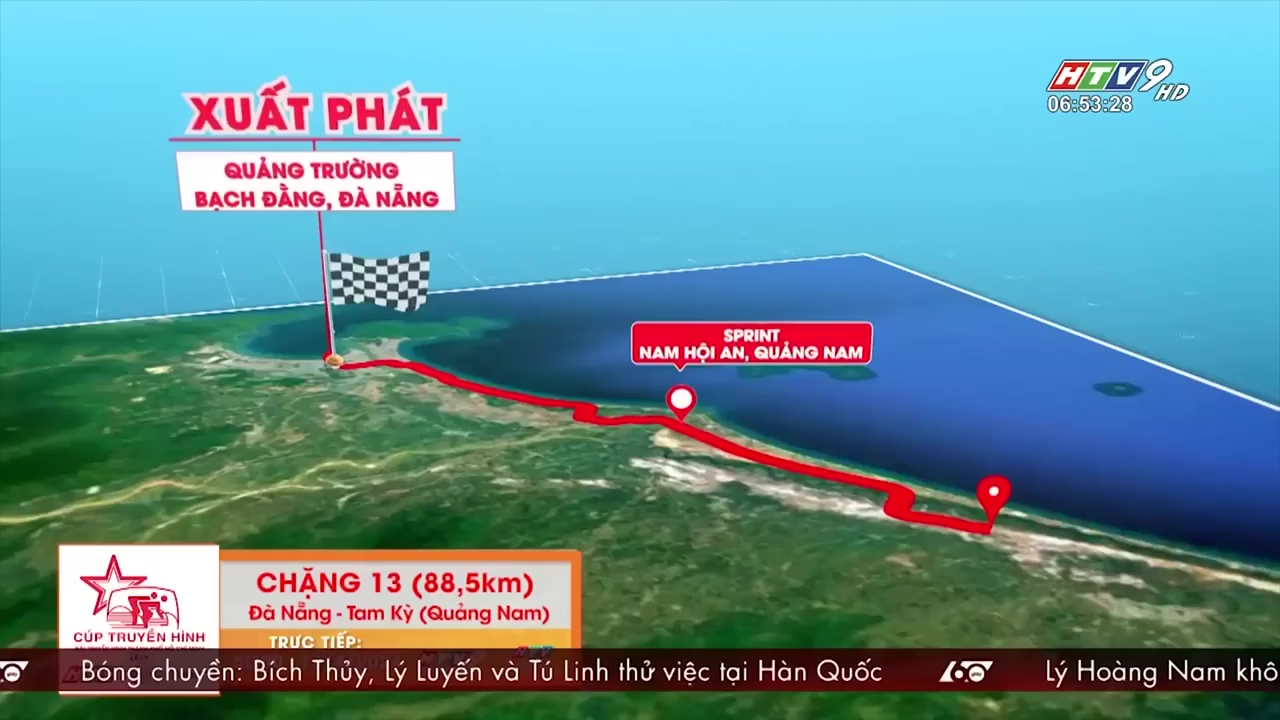 HTV9 HD
06:53:28
XUẤT PHÁT
QUẢNG TRƯỜNG
BẠCH ĐẰNG, ĐÀ NẴNG
SPRINT
NAM HỘI AN, QUẢNG NAM
CHẶNG 13 (88,5km)
Đà Nẵng - Tam Kỳ (Quảng Nam)
CÚP TRUYỀN HÌNH
TRỰC TIẾP:
Bóng chuyền: Bích Thủy, Lý Luyến và Tú Linh thử việc tại Hàn Quốc
Lý Hoàng Nam khô